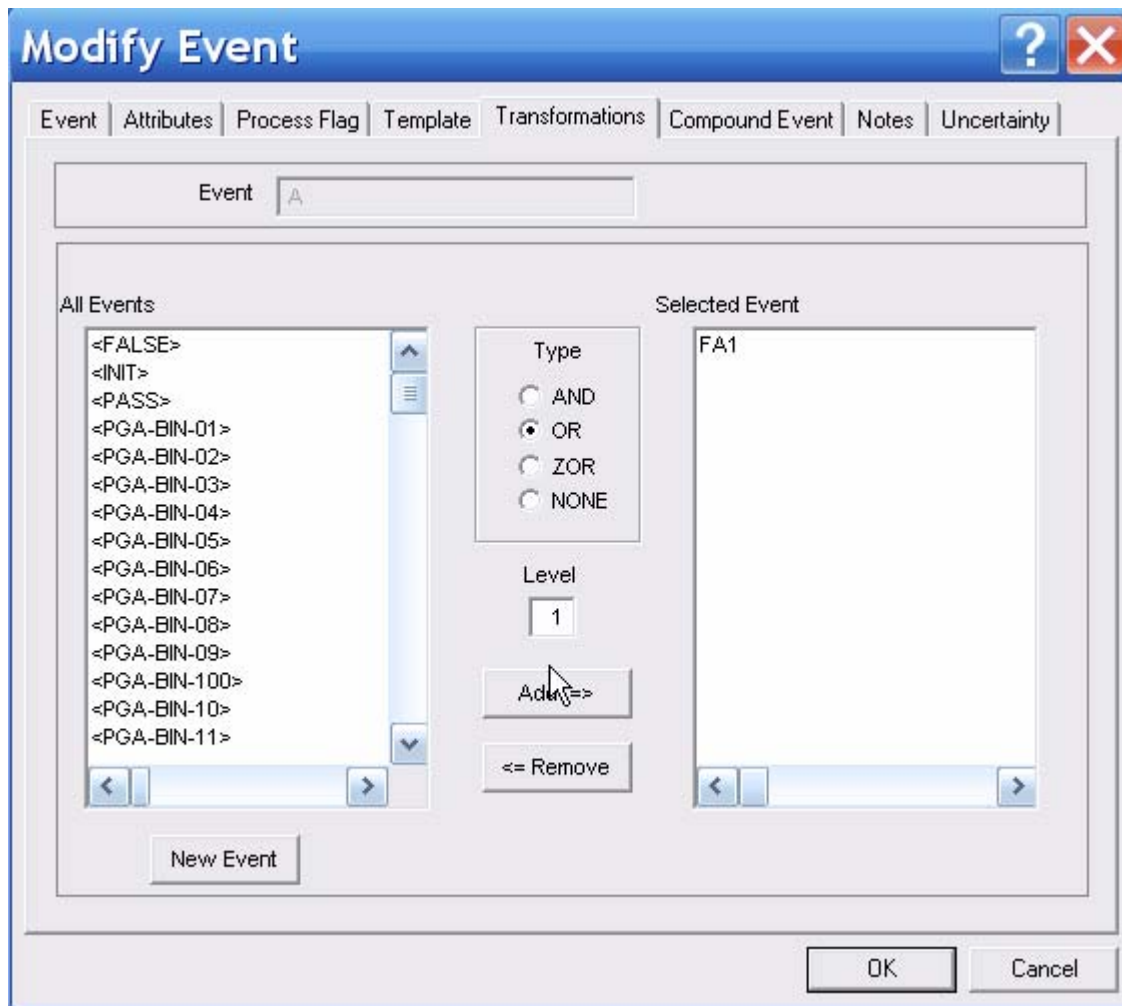 Modify Event
Event Attributes Process Flag Template Transformations Compound Event Notes Uncertainty
Event A
All Events
<FALSE>
<INIT>
<PASS>
<PGA-BIN-01>
<PGA-BIN-02>
<PGA-BIN-03>
<PGA-BIN-04>
<PGA-BIN-05>
<PGA-BIN-06>
<PGA-BIN-07>
<PGA-BIN-08>
<PGA-BIN-09>
<PGA-BIN-100>
<PGA-BIN-10>
<PGA-BIN-11>
New Event
Type
AND
OR
ZOR
NONE
Level
1
Add =>
<= Remove
Selected Event
FA1
OK Cancel